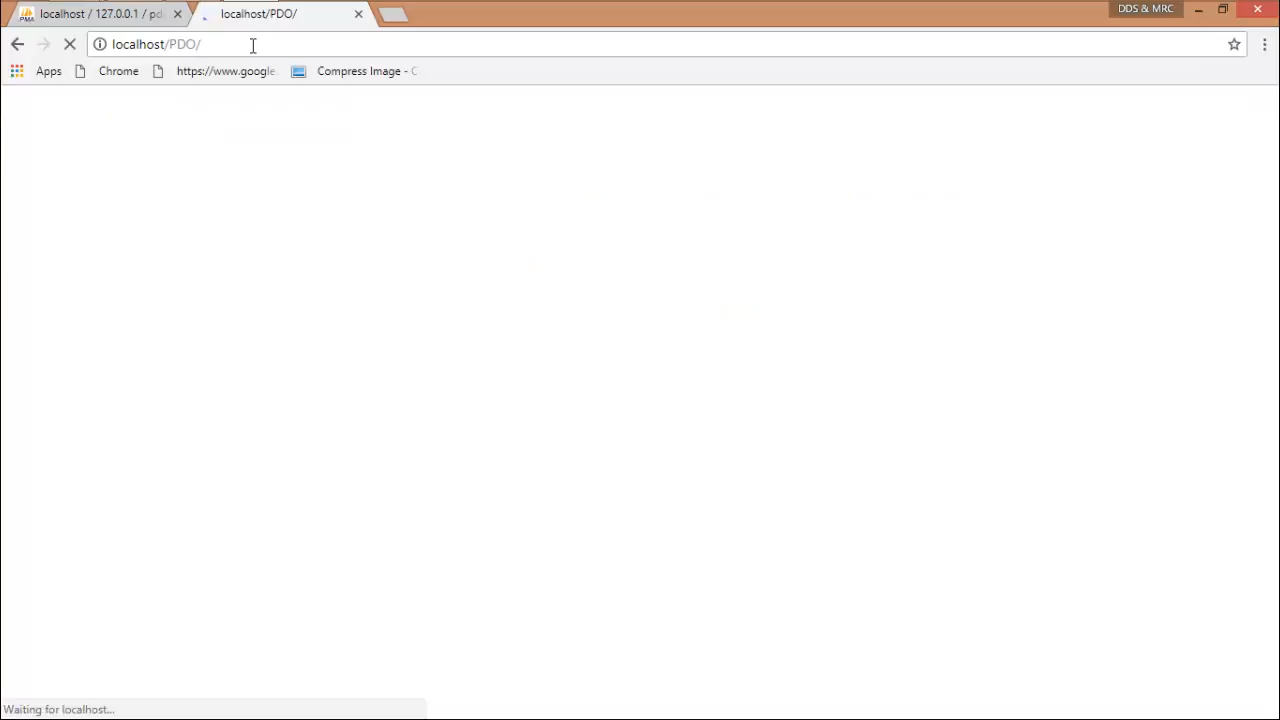 localhost / 127.0.0.1 / pd
localhost/PDO/
DDS & MRC
localhost/PDO/
Apps
Chrome
https://www.google.
Compress Image - C
Waiting for localhost...